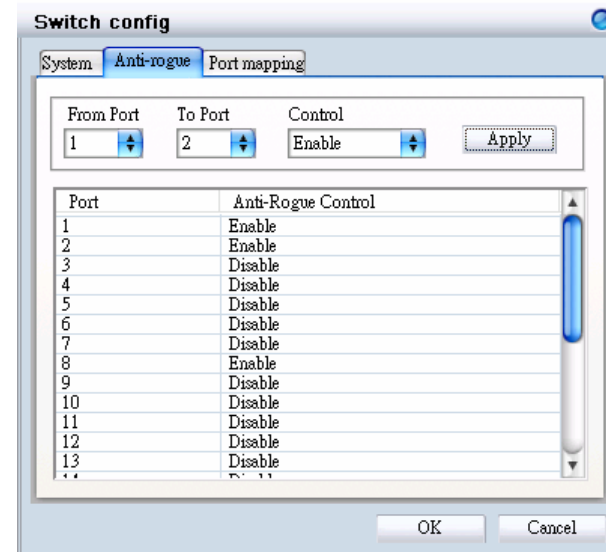 Switch config
System Anti-rogue Port mapping
From Port To Port Control
1 2 Enable Apply
Port Anti-Rogue Control
1 Enable
2 Enable
3 Disable
4 Disable
5 Disable
6 Disable
7 Disable
8 Enable
9 Disable
10 Disable
11 Disable
12 Disable
13 Disable
OK Cancel